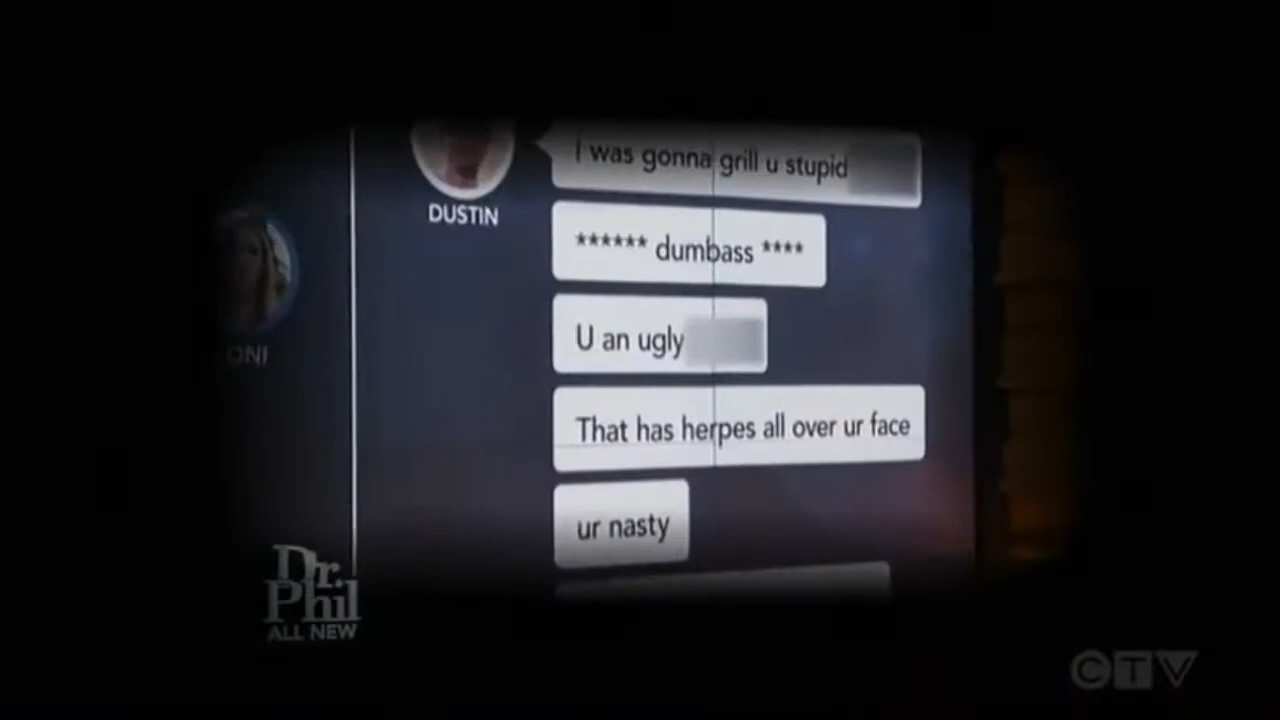 I was gonna grill u stupid
DUSTIN
****** dumbass ****
U an ugly
ONI
That has herpes all over ur face
ur nasty
Dr.
Phil
ALL NEW
CTV